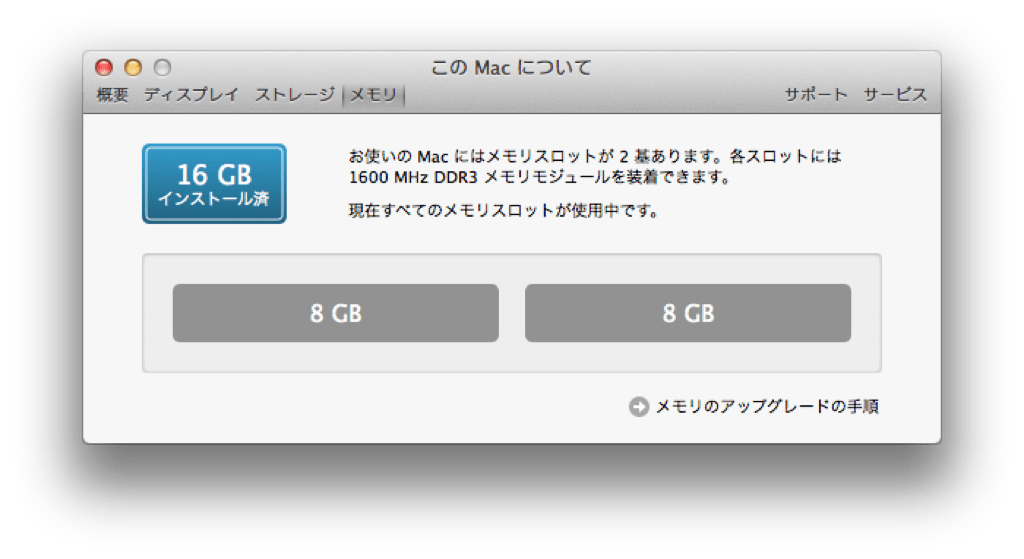 この Mac について
概要 ディスプレイ ストレージ メモリ サポート サービス
16 GB
インストール済
お使いの Mac にはメモリスロットが 2 基あります。各スロットには
1600 MHz DDR3 メモリモジュールを装着できます。
現在すべてのメモリスロットが使用中です。
8 GB 8 GB
メモリのアップグレードの手順